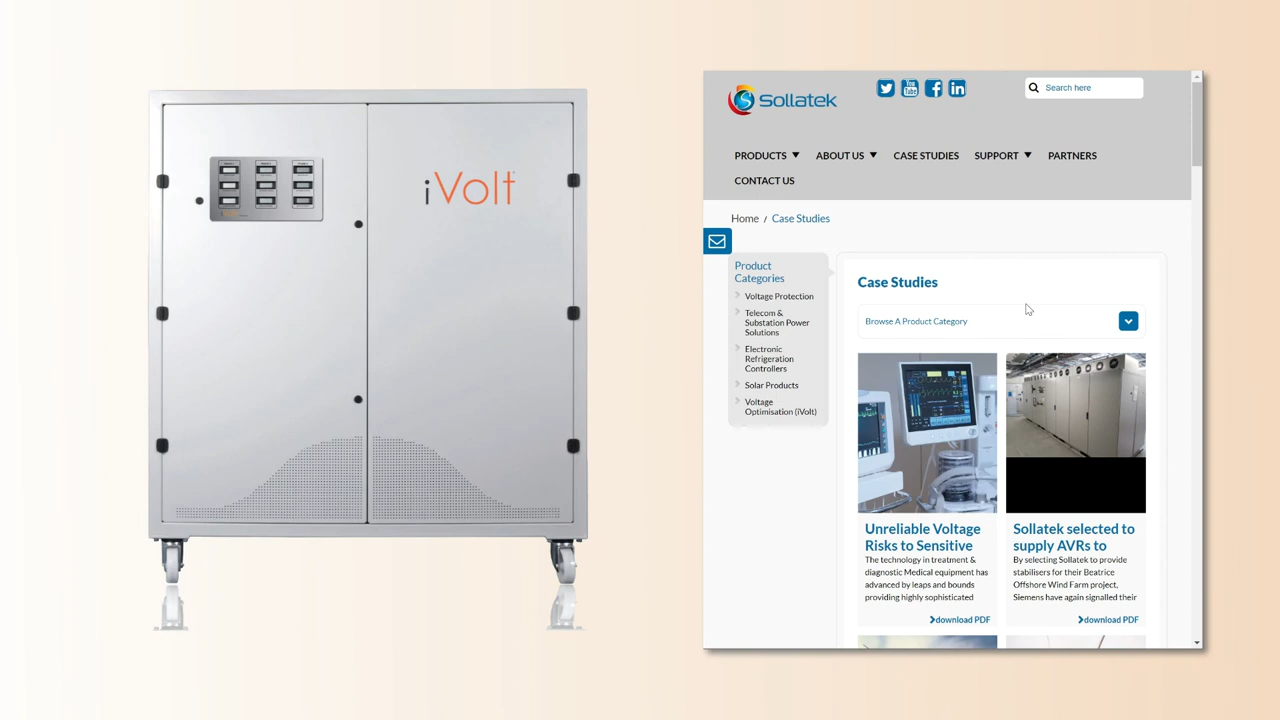 iVolt
Sollatek
You
Tube
Search here
PRODUCTS
ABOUT US
CASE STUDIES
SUPPORT
PARTNERS
CONTACT US
Home / Case Studies
Product
Categories
Voltage Protection
Telecom &
Substation Power
Solutions
Electronic
Refrigeration
Controllers
Solar Products
Voltage
Optimisation (iVolt)
Case Studies
Browse A Product Category
Unreliable Voltage
Risks to Sensitive
The technology in treatment &
diagnostic Medical equipment has
advanced by leaps and bounds
providing highly sophisticated
download PDF
Sollatek selected to
supply AVRs to
By selecting Sollatek to provide
stabilisers for their Beatrice
Offshore Wind Farm project,
Siemens have again signalled their
download PDF